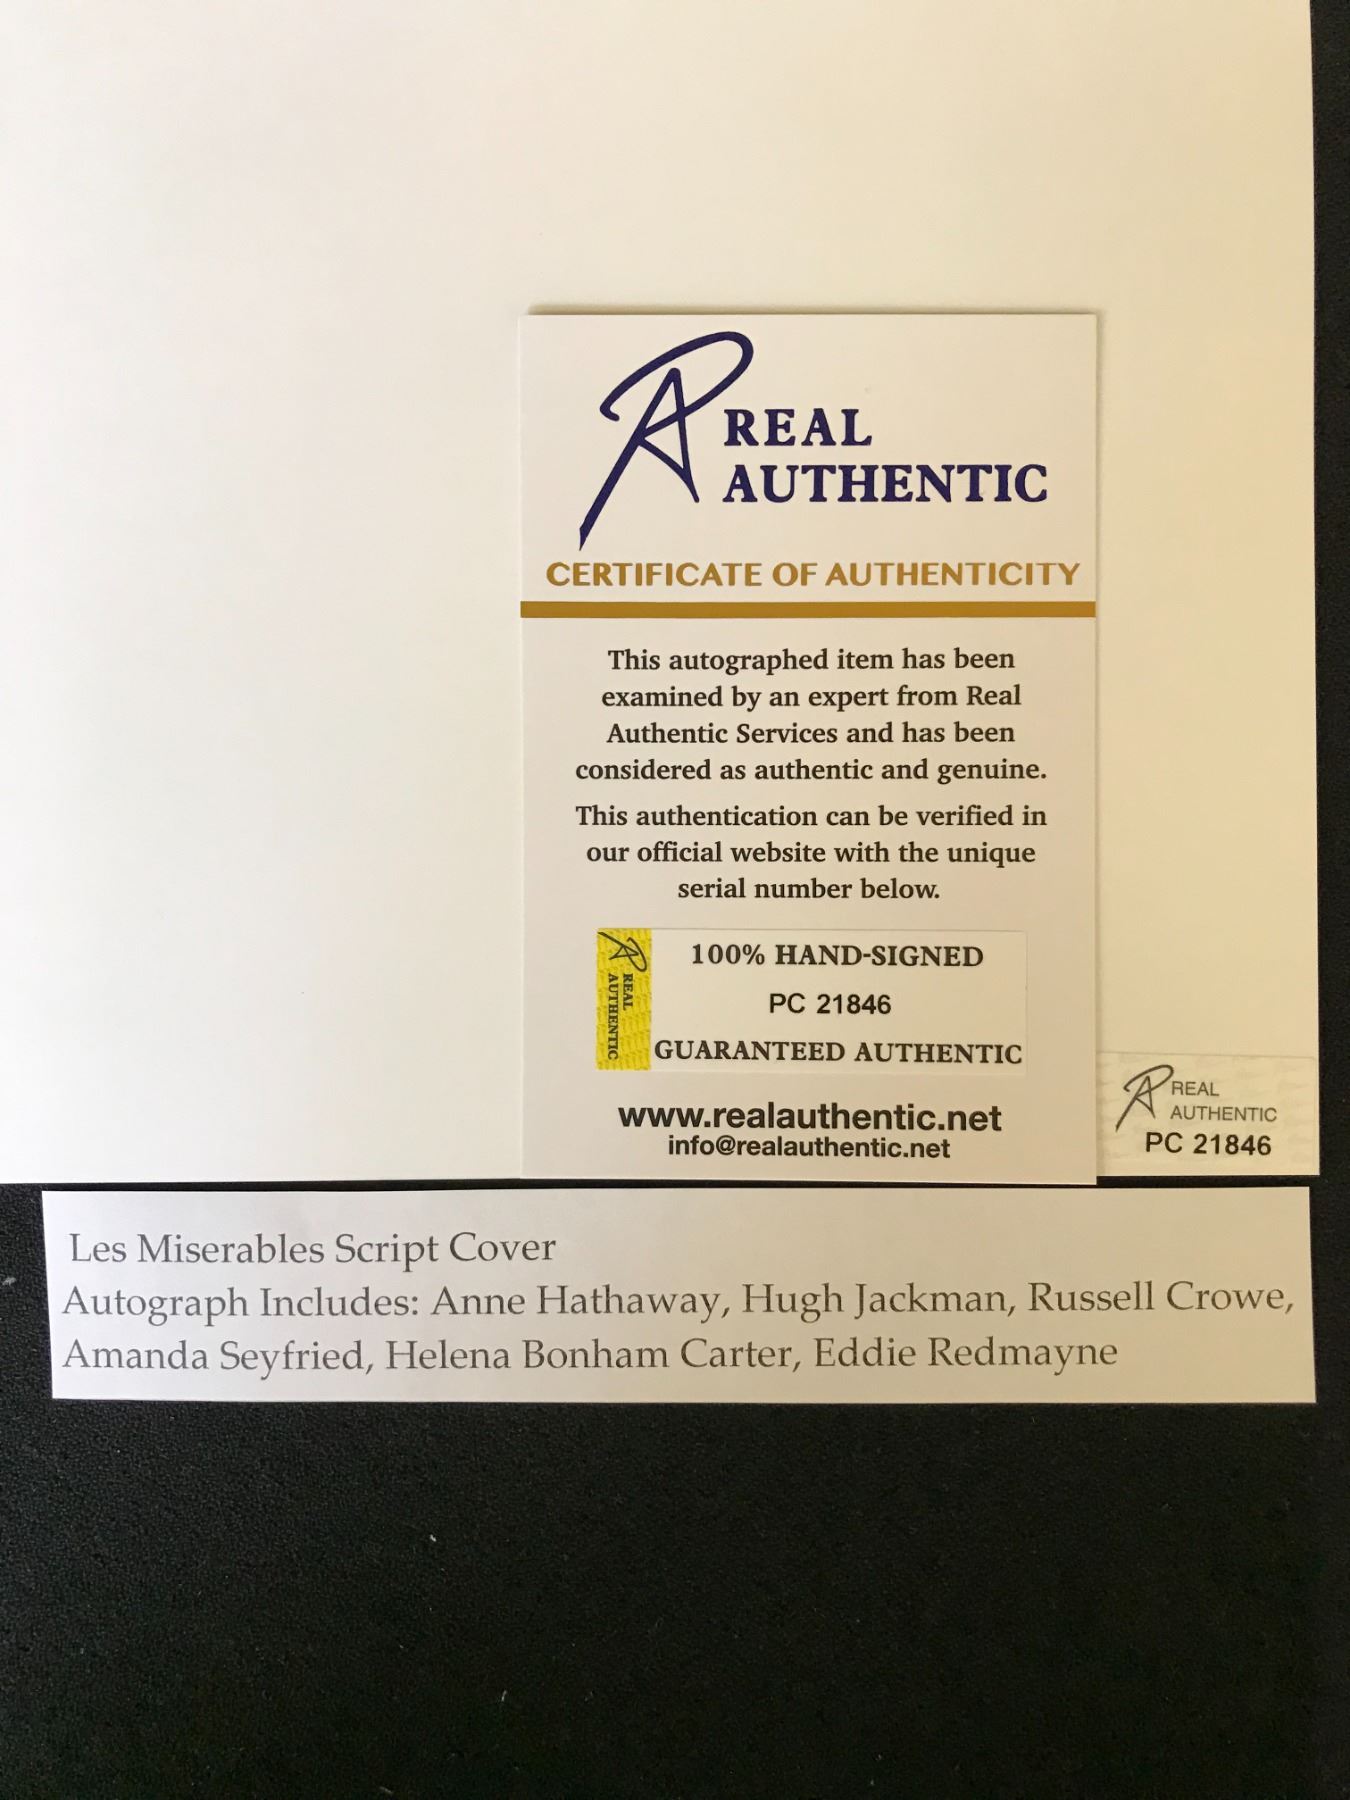 REAL
AUTHENTIC
CERTIFICATE OF AUTHENTICITY
This autographed item has been
examined by an expert from Real
Authentic Services and has been
considered as authentic and genuine.
This authentication can be verified in
our official website with the unique
serial number below.
REAL
AUTHENTIC
100% HAND-SIGNED
PC 21846
GUARANTEED AUTHENTIC
www.realauthentic.net
info@realauthentic.net
REAL
AUTHENTIC
PC 21846
Les Miserables Script Cover
Autograph Includes: Anne Hathaway, Hugh Jackman, Russell Crowe,
Amanda Seyfried, Helena Bonham Carter, Eddie Redmayne